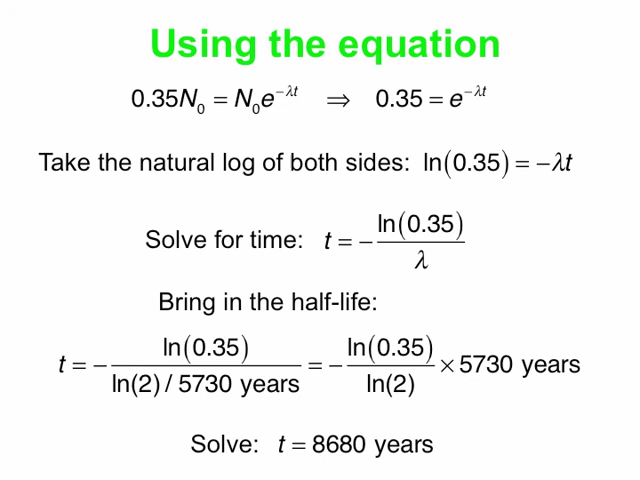 Using the equation
0.35N₀ = N₀e^(−λt) ⇒ 0.35 = e^(−λt)
Take the natural log of both sides: ln(0.35) = −λt
Solve for time: t = − ln(0.35) / λ
Bring in the half-life:
t = − ln(0.35) / (ln(2) / 5730 years) = − ln(0.35) / ln(2) × 5730 years
Solve: t = 8680 years